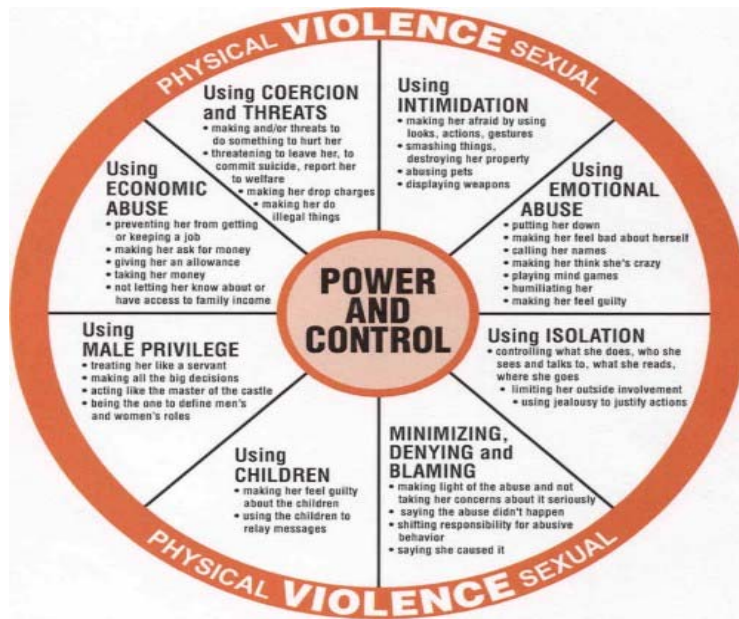 PHYSICAL VIOLENCE SEXUAL
Using COERCION
and THREATS
• making and/or threats to
do something to hurt her
• threatening to leave her, to
commit suicide, report her
to welfare
• making her drop charges
• making her do
illegal things
Using
INTIMIDATION
• making her afraid by using
looks, actions, gestures
• smashing things,
destroying her property
• abusing pets
• displaying weapons
Using
EMOTIONAL
ABUSE
• putting her down
• making her feel bad about herself
• calling her names
• making her think she's crazy
• playing mind games
• humiliating her
• making her feel guilty
Using ISOLATION
• controlling what she does, who she
sees and talks to, what she reads,
where she goes
• limiting her outside involvement
• using jealousy to justify actions
MINIMIZING,
DENYING and
BLAMING
• making light of the abuse and not
taking her concerns about it seriously
• saying the abuse didn't happen
• shifting responsibility for abusive
behavior
• saying she caused it
Using
CHILDREN
• making her feel guilty
about the children
• using the children to
relay messages
Using
MALE PRIVILEGE
• treating her like a servant
• making all the big decisions
• acting like the master of the castle
• being the one to define men's
and women's roles
Using
ECONOMIC
ABUSE
• preventing her from getting
or keeping a job
• making her ask for money
• giving her an allowance
• taking her money
• not letting her know about or
have access to family income
POWER
AND
CONTROL
PHYSICAL VIOLENCE SEXUAL